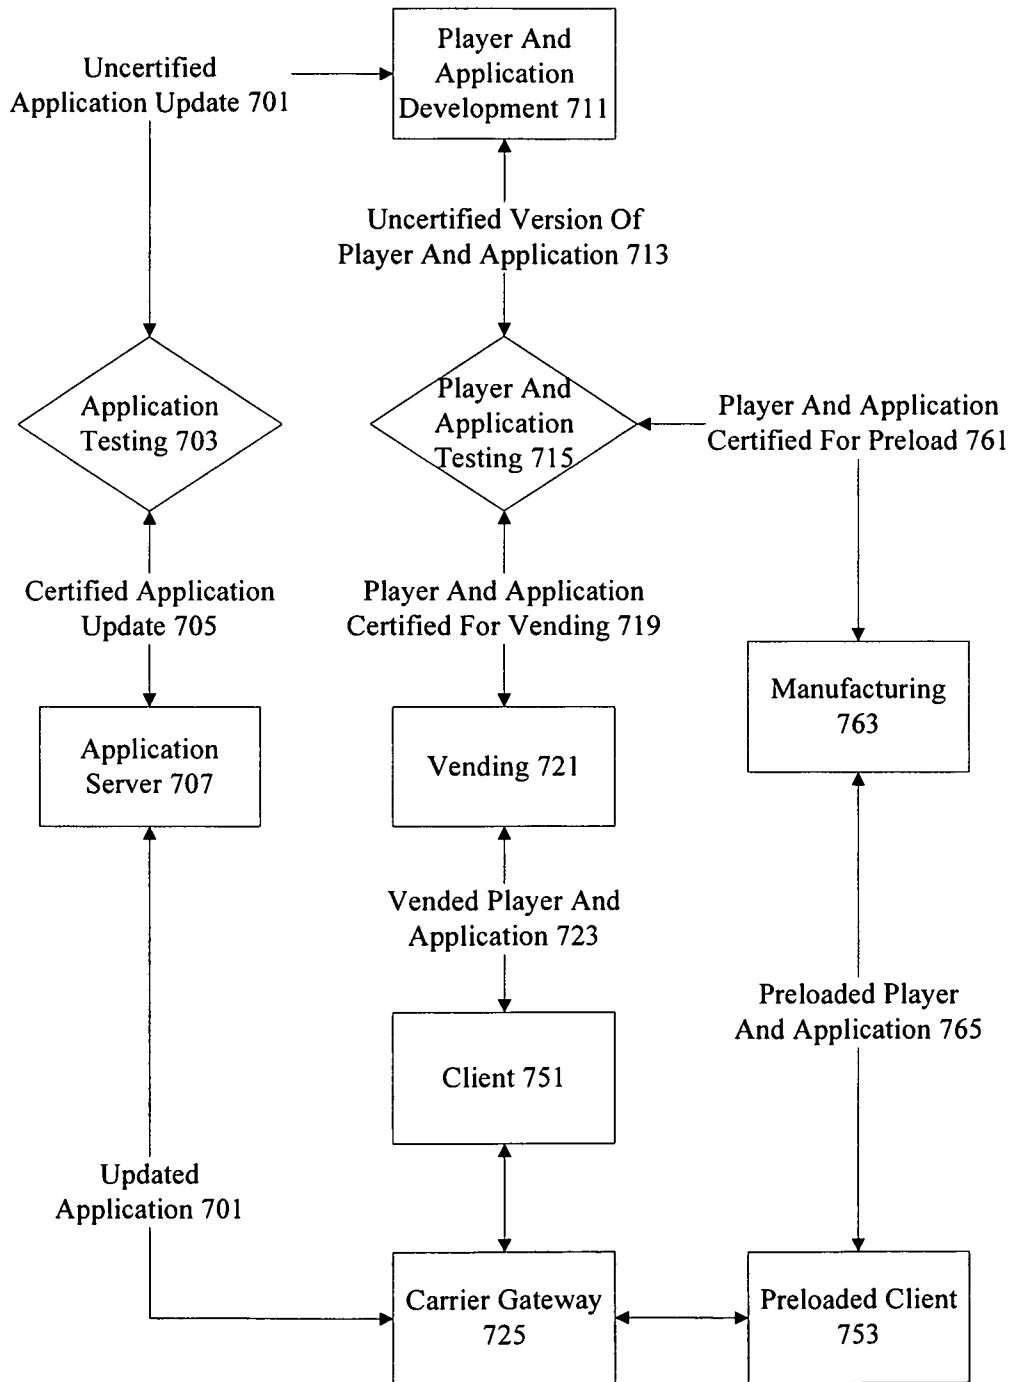 Player And
Application
Development 711
Uncertified
Application Update 701
Uncertified Version Of
Player And Application 713
Application
Testing 703
Player And
Application
Testing 715
Player And Application
Certified For Preload 761
Certified Application
Update 705
Player And Application
Certified For Vending 719
Manufacturing
763
Application
Server 707
Vending 721
Vended Player And
Application 723
Preloaded Player
And Application 765
Client 751
Updated
Application 701
Carrier Gateway
725
Preloaded Client
753